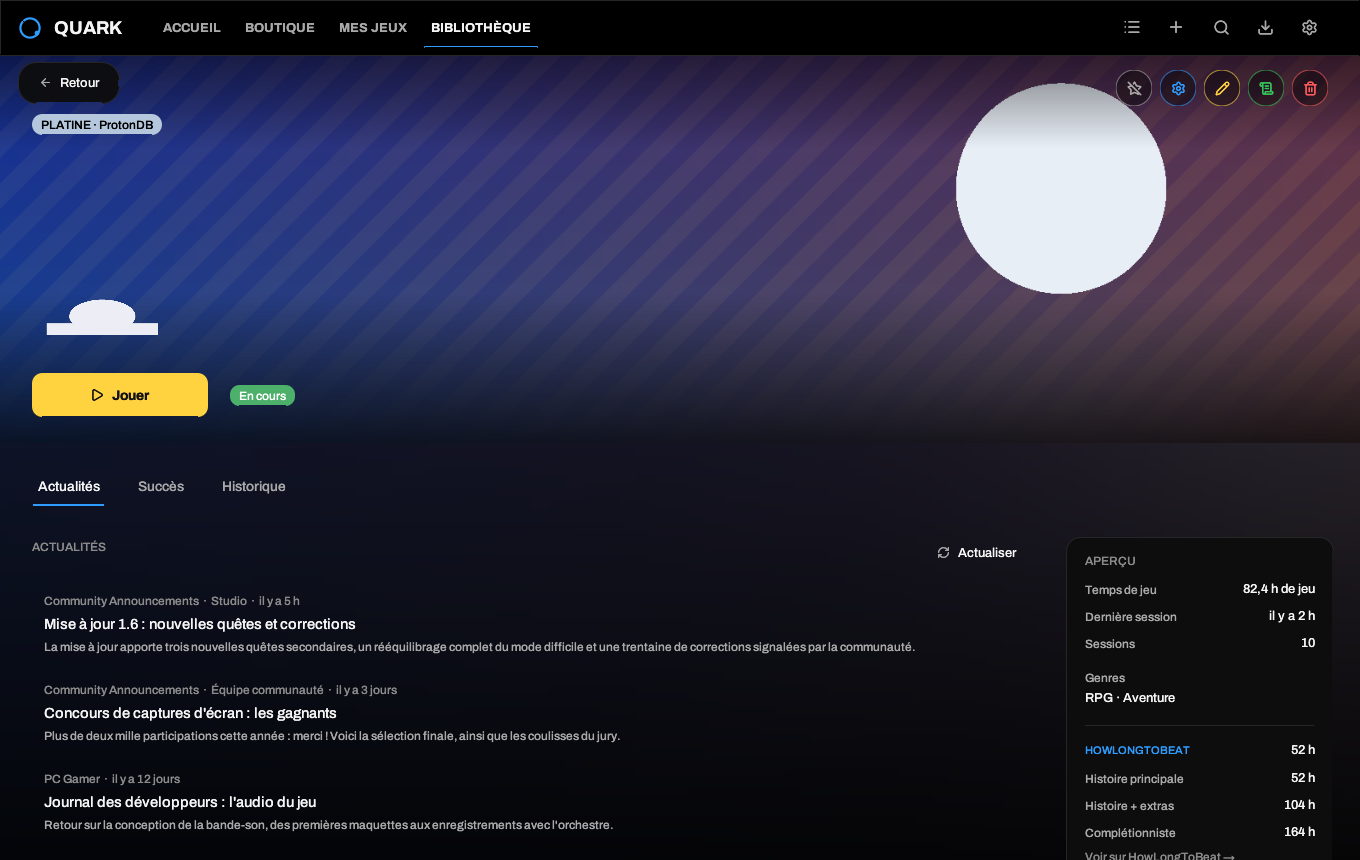 QUARK ACCUEIL BOUTIQUE MES JEUX BIBLIOTHÈQUE
Retour
PLATINE · ProtonDB
Jouer En cours
Actualités Succès Historique
ACTUALITÉS Actualiser
Community Announcements · Studio · il y a 5 h
Mise à jour 1.6 : nouvelles quêtes et corrections
La mise à jour apporte trois nouvelles quêtes secondaires, un rééquilibrage complet du mode difficile et une trentaine de corrections signalées par la communauté.
Community Announcements · Équipe communauté · il y a 3 jours
Concours de captures d'écran : les gagnants
Plus de deux mille participations cette année : merci ! Voici la sélection finale, ainsi que les coulisses du jury.
PC Gamer · il y a 12 jours
Journal des développeurs : l'audio du jeu
Retour sur la conception de la bande-son, des premières maquettes aux enregistrements avec l'orchestre.
APERÇU
Temps de jeu 82,4 h de jeu
Dernière session il y a 2 h
Sessions 10
Genres
RPG · Aventure
HOWLONGTOBEAT 52 h
Histoire principale 52 h
Histoire + extras 104 h
Complétionniste 164 h
Voir sur HowLongToBeat →